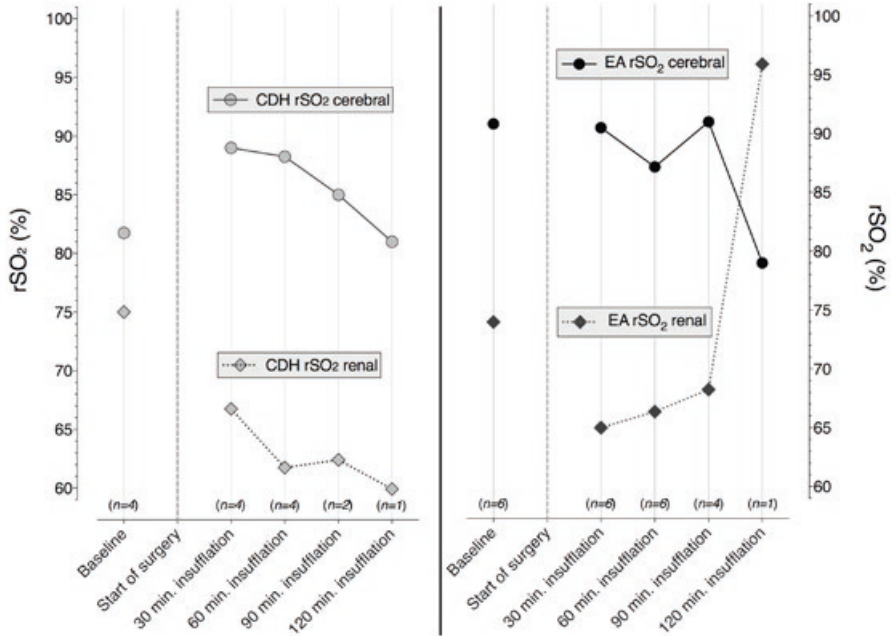 100
95
90
85
80
75
70
65
60
rSO₂ (%)
CDH rSO₂ cerebral
CDH rSO₂ renal
(n=4)
(n=4)
(n=4)
(n=2)
(n=1)
Baseline
Start of surgery
30 min. insufflation
60 min. insufflation
90 min. insufflation
120 min. insufflation
EA rSO₂ cerebral
EA rSO₂ renal
(n=6)
(n=6)
(n=6)
(n=4)
(n=1)
Baseline
Start of surgery
30 min. insufflation
60 min. insufflation
90 min. insufflation
120 min. insufflation
100
95
90
85
80
75
70
65
60
rSO₂ (%)